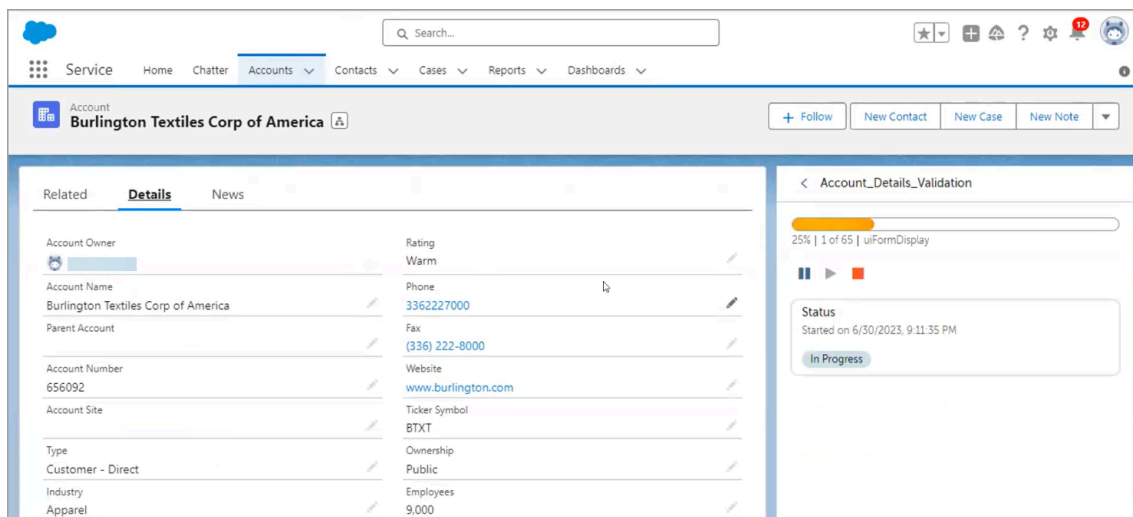 Search...
12
Service Home Chatter Accounts Contacts Cases Reports Dashboards
Account
Burlington Textiles Corp of America
+ Follow New Contact New Case New Note
Related Details News
Account Owner
Rating
Warm
Account Name
Burlington Textiles Corp of America
Phone
3362227000
Parent Account
Fax
(336) 222-8000
Account Number
656092
Website
www.burlington.com
Account Site
Ticker Symbol
BTXT
Type
Customer - Direct
Ownership
Public
Industry
Apparel
Employees
9,000
Account_Details_Validation
25% | 1 of 65 | uiFormDisplay
Status
Started on 6/30/2023, 9:11:35 PM
In Progress